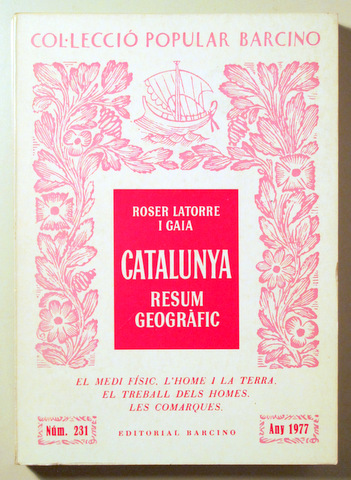 COL·LECCIÓ POPULAR BARCINO
ROSER LATORRE
I GAIA
CATALUNYA
RESUM
GEOGRÀFIC
EL MEDI FÍSIC. L'HOME I LA TERRA.
EL TREBALL DELS HOMES.
LES COMARQUES.
Núm. 231
EDITORIAL BARCINO
Any 1977